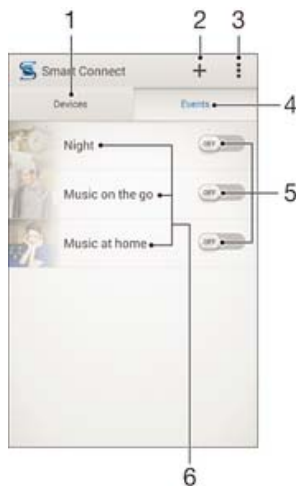 1
2 3
Smart Connect
Devices Events
4
Night OFF
Music on the go OFF
5
Music at home OFF
6